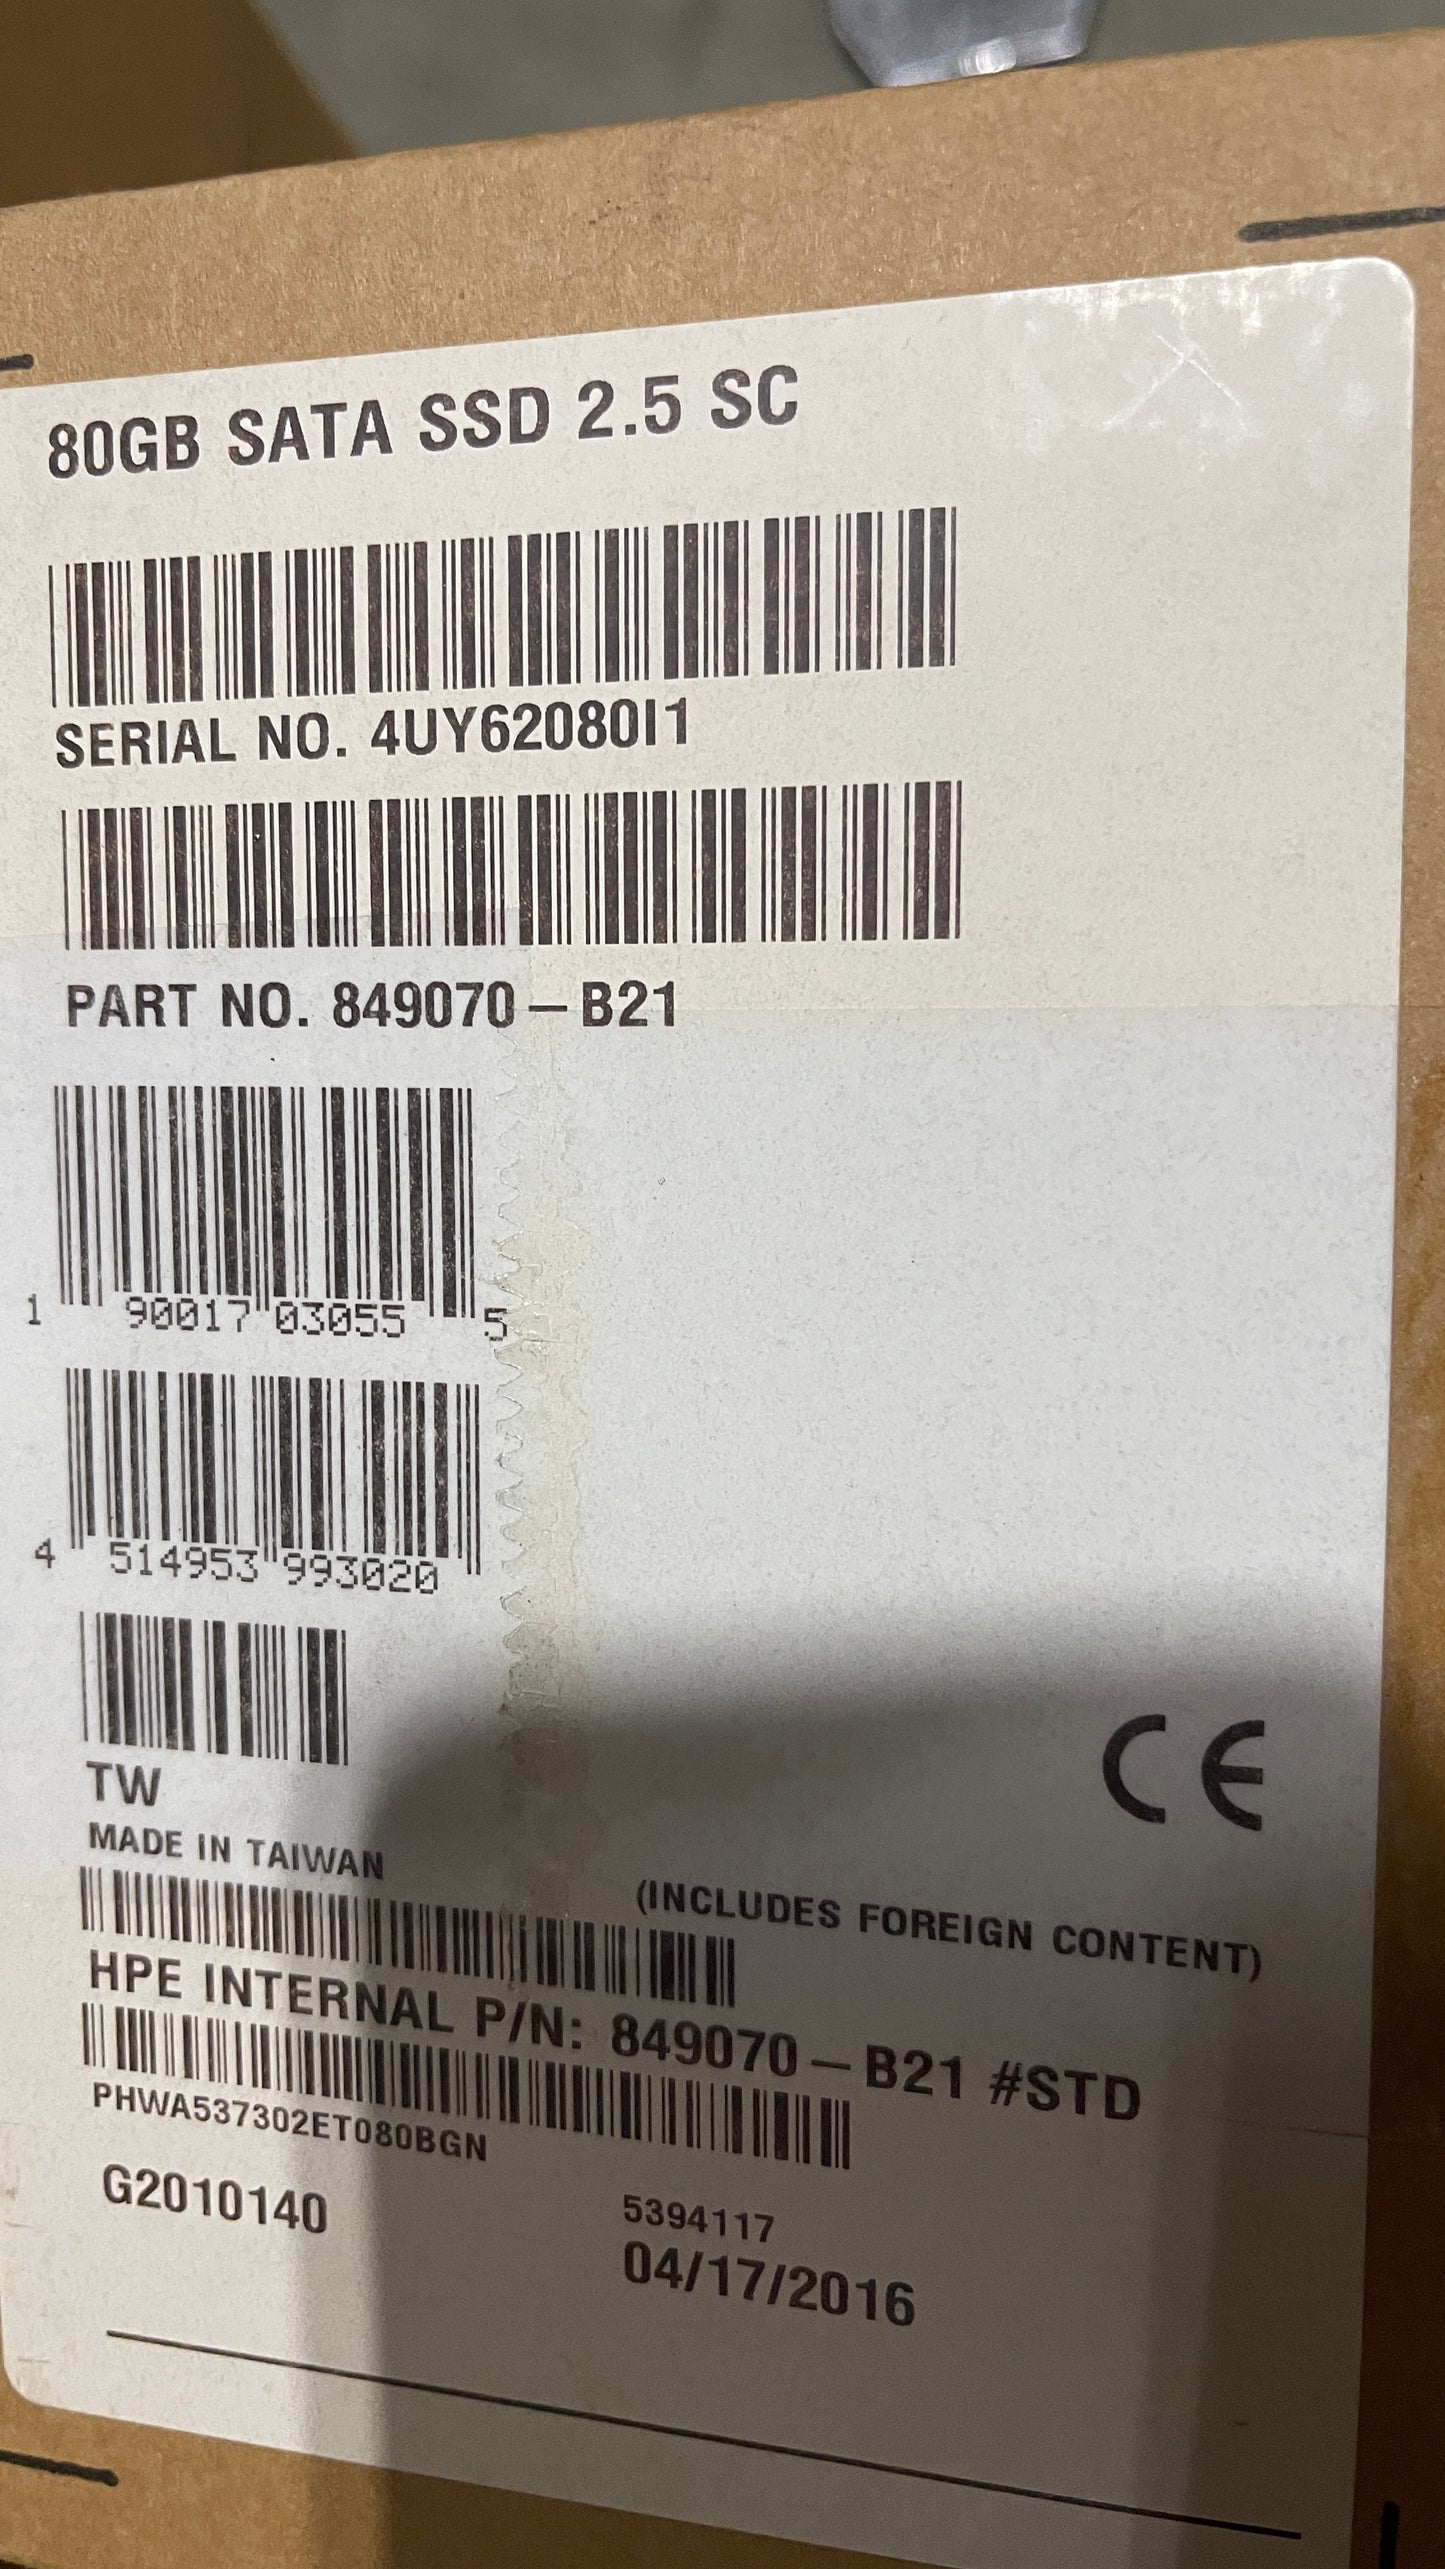 80GB SATA SSD 2.5 SC
SERIAL NO. 4UY62080I1
PART NO. 849070-B21
1 90017 03055 5
4 514953 993020
TW
MADE IN TAIWAN
CE
(INCLUDES FOREIGN CONTENT)
HPE INTERNAL P/N: 849070-B21 #STD
PHWA537302ET080BGN
G2010140
5394117
04/17/2016